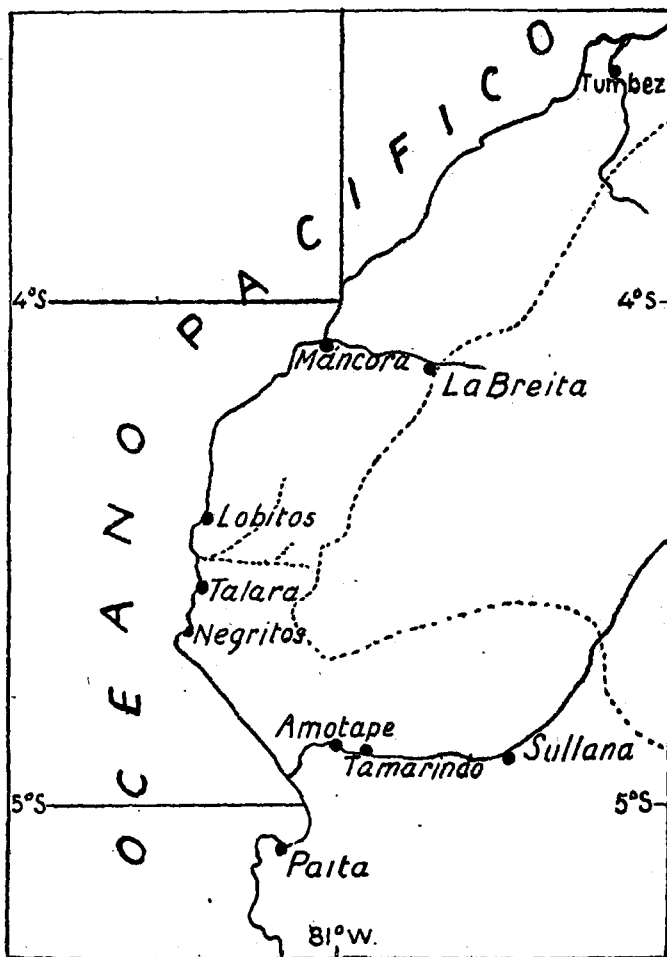 OCEANO PACIFICO
Tumbez
4°S
4°S
Máncora
La Breita
Lobitos
Talara
Negritos
Amotape
Tamarindo
Sullana
5°S
5°S
Paita
81°W.